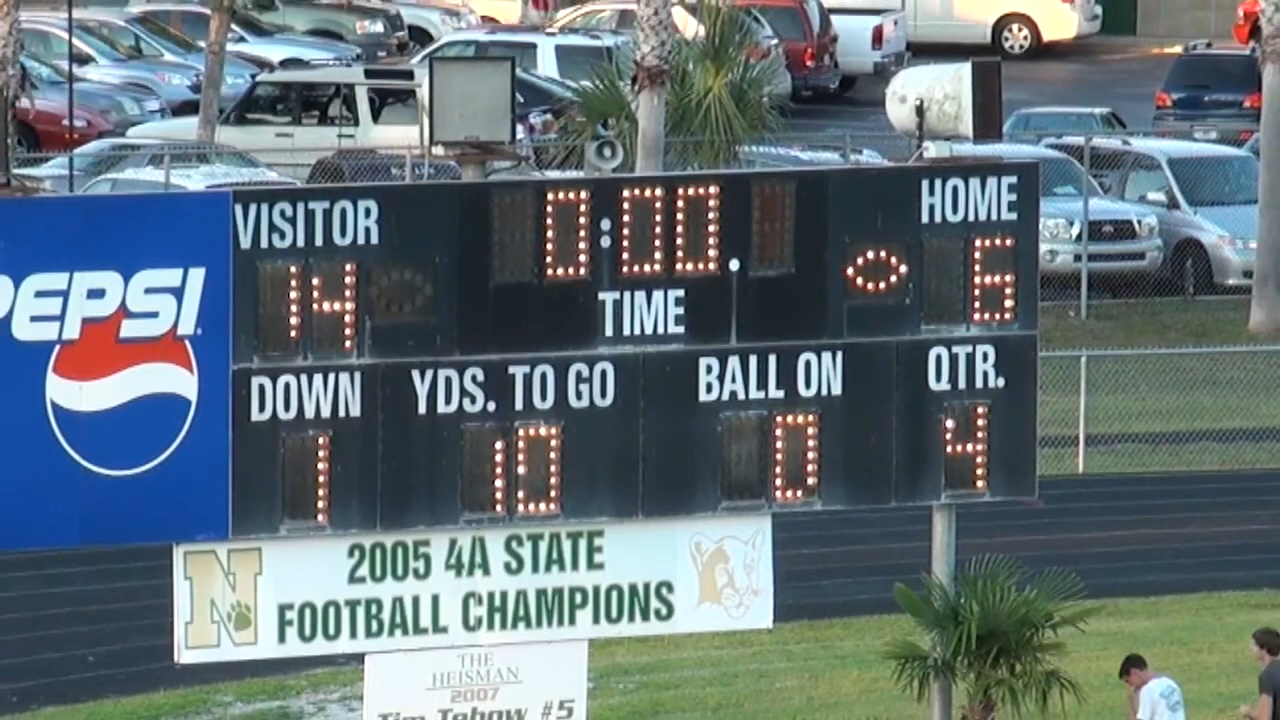 PEPSI
VISITOR
0:00
HOME
14
TIME
6
DOWN
YDS. TO GO
BALL ON
QTR.
1
10
0
4
N
2005 4A STATE
FOOTBALL CHAMPIONS
THE
HEISMAN
2007
Tim Tebow #5